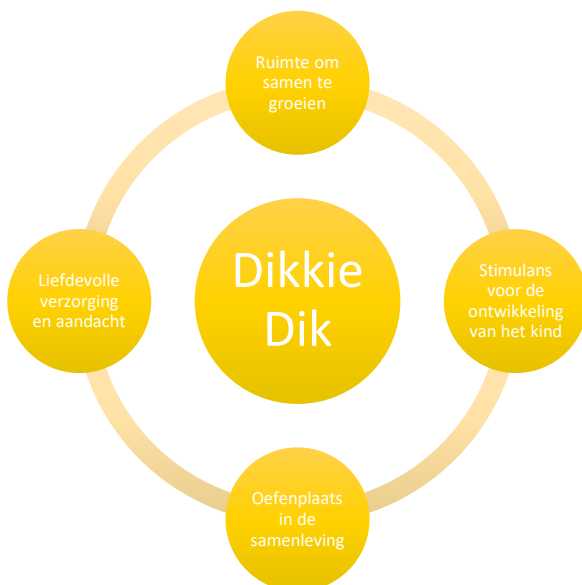 Ruimte om
samen te
groeien
Liefdevolle
verzorging
en aandacht
Dikkie
Dik
Stimulans
voor de
ontwikkeling
van het kind
Oefenplaats
in de
samenleving